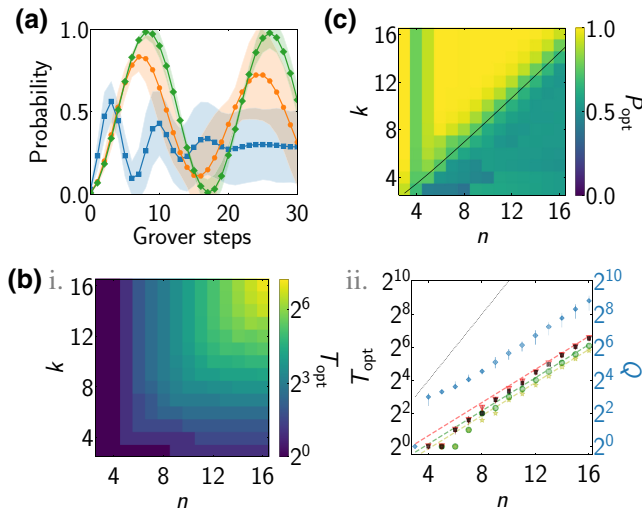 (a)
1.0
0.5
0.0
Probability
0 10 20 30
Grover steps
(c)
16
12
8
4
k
4 8 12 16
n
1.0
0.5
0.0
p_opt
(b) i.
16
12
8
4
k
4 8 12 16
n
2^6
2^3
2^0
T_opt
ii.
2^10
2^8
2^6
2^4
2^2
2^0
T_opt
4 8 12 16
n
2^10
2^8
2^6
2^4
2^2
2^0
Q